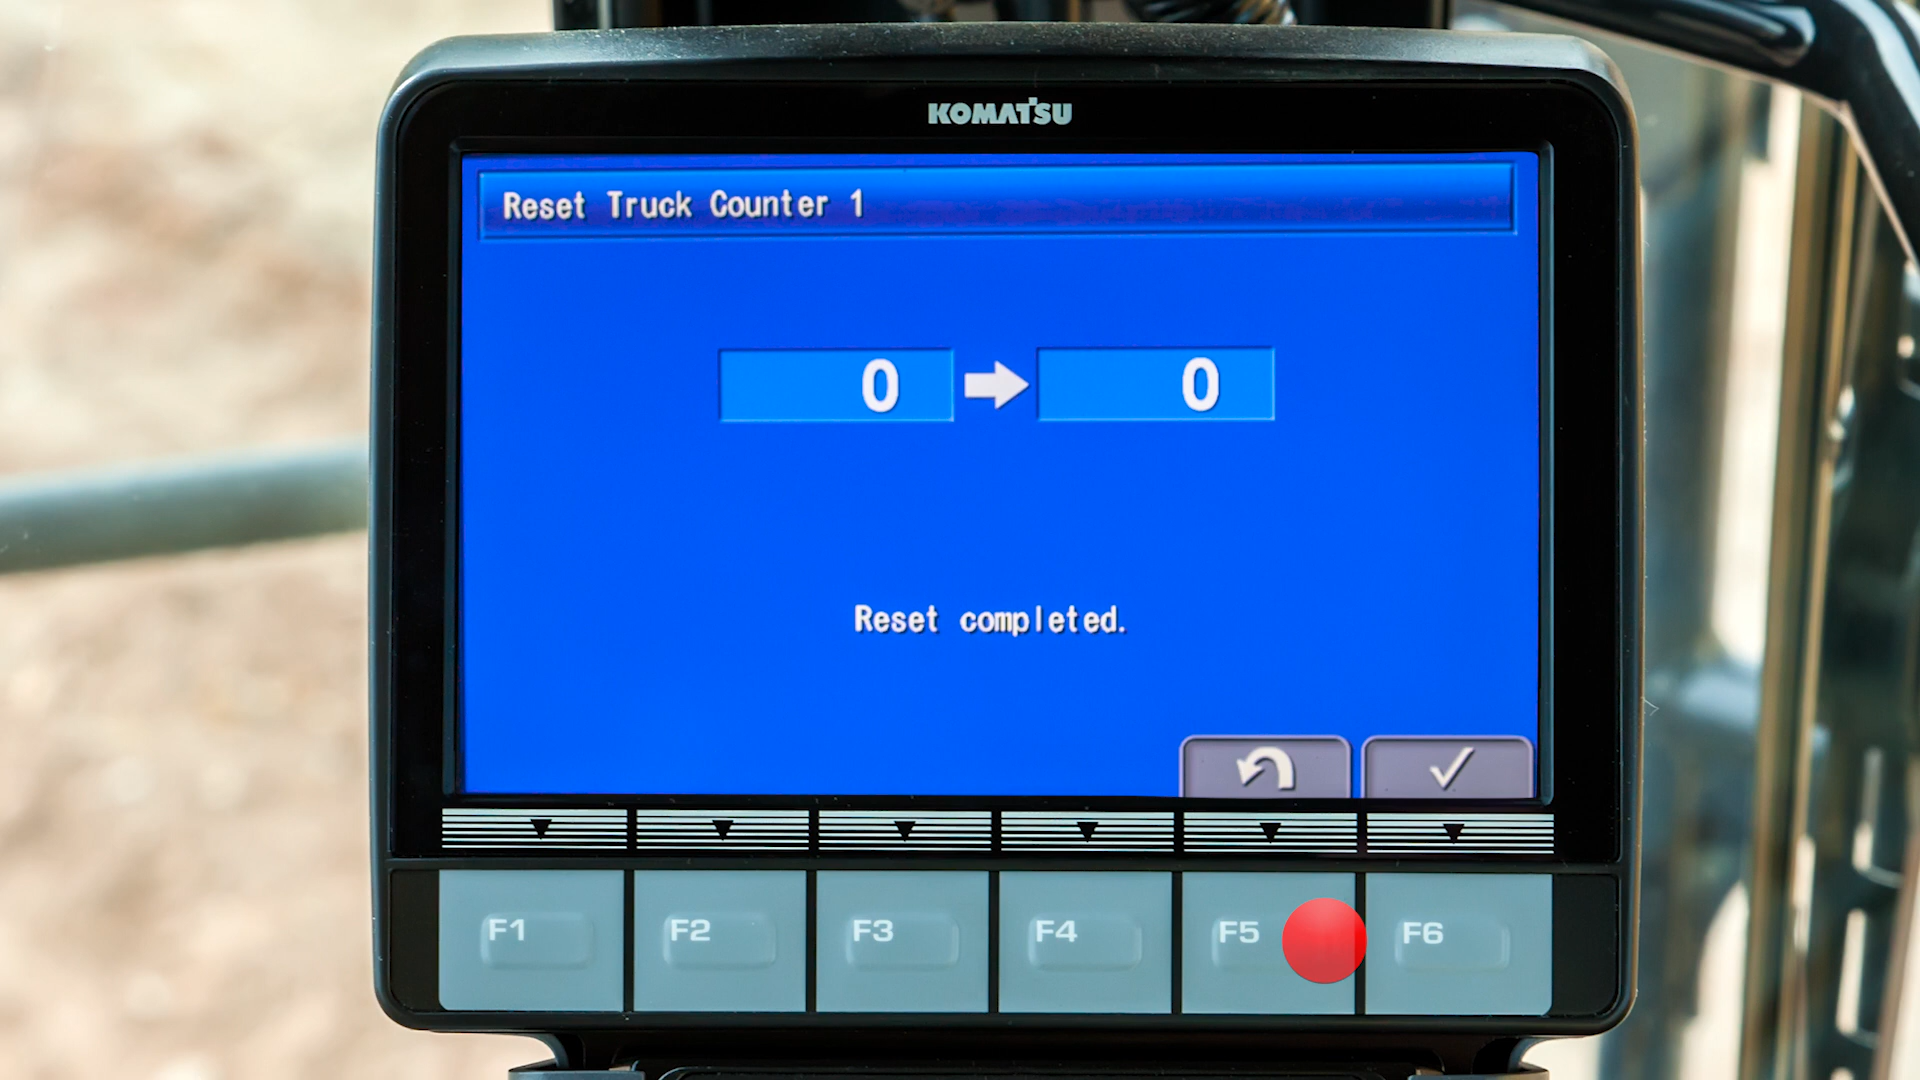 KOMATSU
Reset Truck Counter 1
0 0
Reset completed.
F1 F2 F3 F4 F5 F6